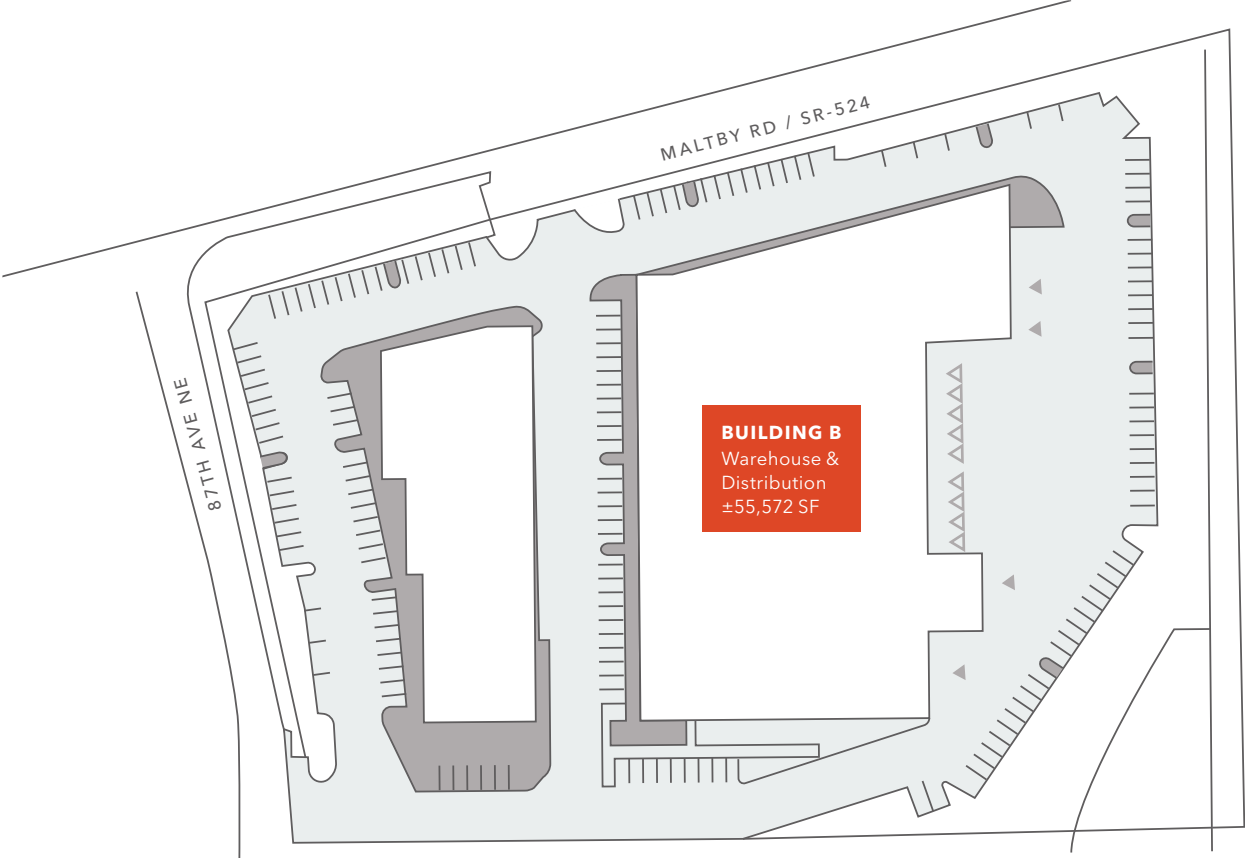 MALTBY RD / SR-524
87TH AVE NE
BUILDING B
Warehouse &
Distribution
±55,572 SF